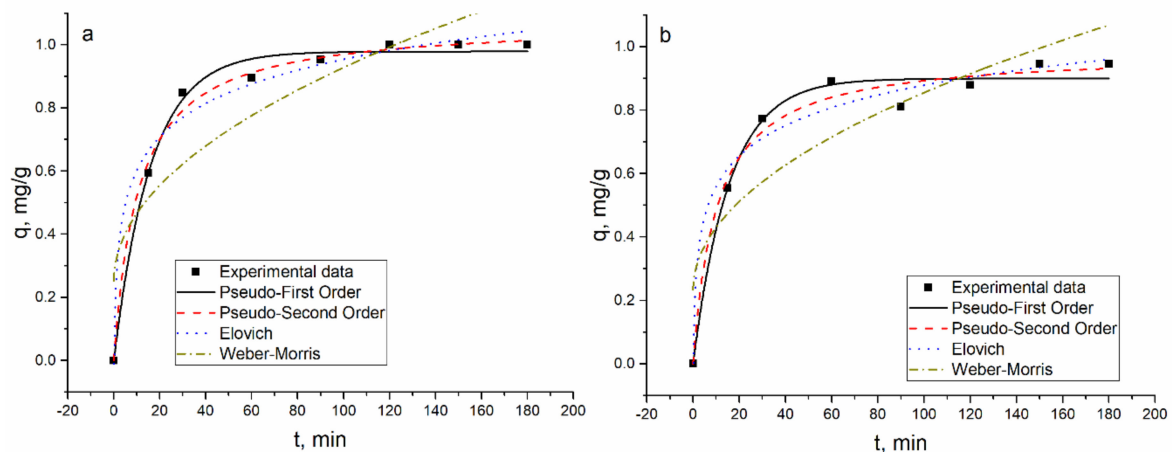 a
q, mg/g
1.0
0.8
0.6
0.4
0.2
0.0
Experimental data
Pseudo-First Order
Pseudo-Second Order
Elovich
Weber-Morris
-20 0 20 40 60 80 100 120 140 160 180 200
t, min
b
q, mg/g
1.0
0.8
0.6
0.4
0.2
0.0
Experimental data
Pseudo-First Order
Pseudo-Second Order
Elovich
Weber-Morris
-20 0 20 40 60 80 100 120 140 160 180 200
t, min